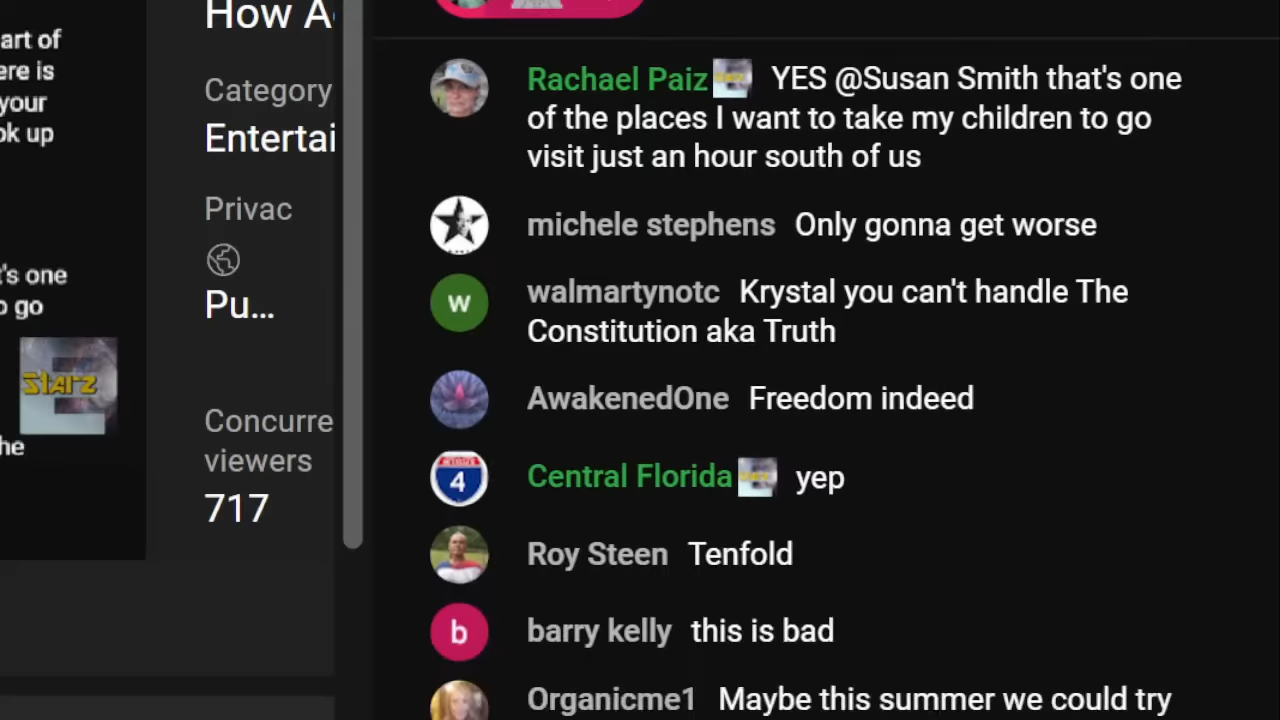 art of
ere is
your
ok up
's one
o go
Starz
he
How A
Category
Entertai
Privac
Pu...
Concurre
viewers
717
Rachael Paiz YES @Susan Smith that's one
of the places I want to take my children to go
visit just an hour south of us
michele stephens Only gonna get worse
w
walmartynotc Krystal you can't handle The
Constitution aka Truth
AwakenedOne Freedom indeed
4
Central Florida yep
Roy Steen Tenfold
b
barry kelly this is bad
Organicme1 Maybe this summer we could try